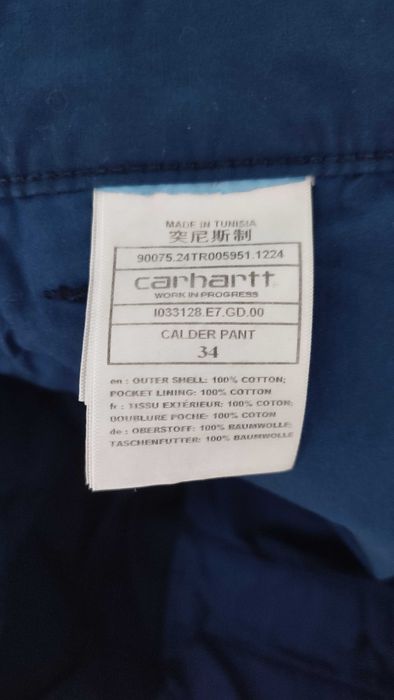 MADE IN TUNISIA
突尼斯制
90075.24TR005951.1224
carhartt
WORK IN PROGRESS
I033128.E7.GD.00
CALDER PANT
34
en : OUTER SHELL: 100% COTTON;
POCKET LINING: 100% COTTON
fr : TISSU EXTÉRIEUR: 100% COTON;
DOUBLURE POCHE: 100% COTON
de : OBERSTOFF: 100% BAUMWOLLE;
TASCHENFUTTER: 100% BAUMWOLLE